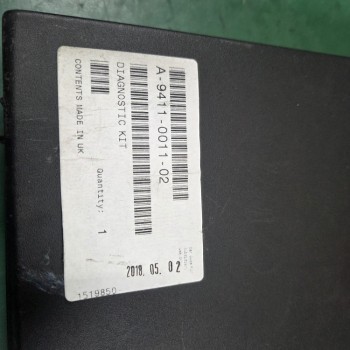 A-9411-0011-02
DIAGNOSTIC KIT
Quantity: 1
CONTENTS MADE IN UK
2018. 05. 02
1519850